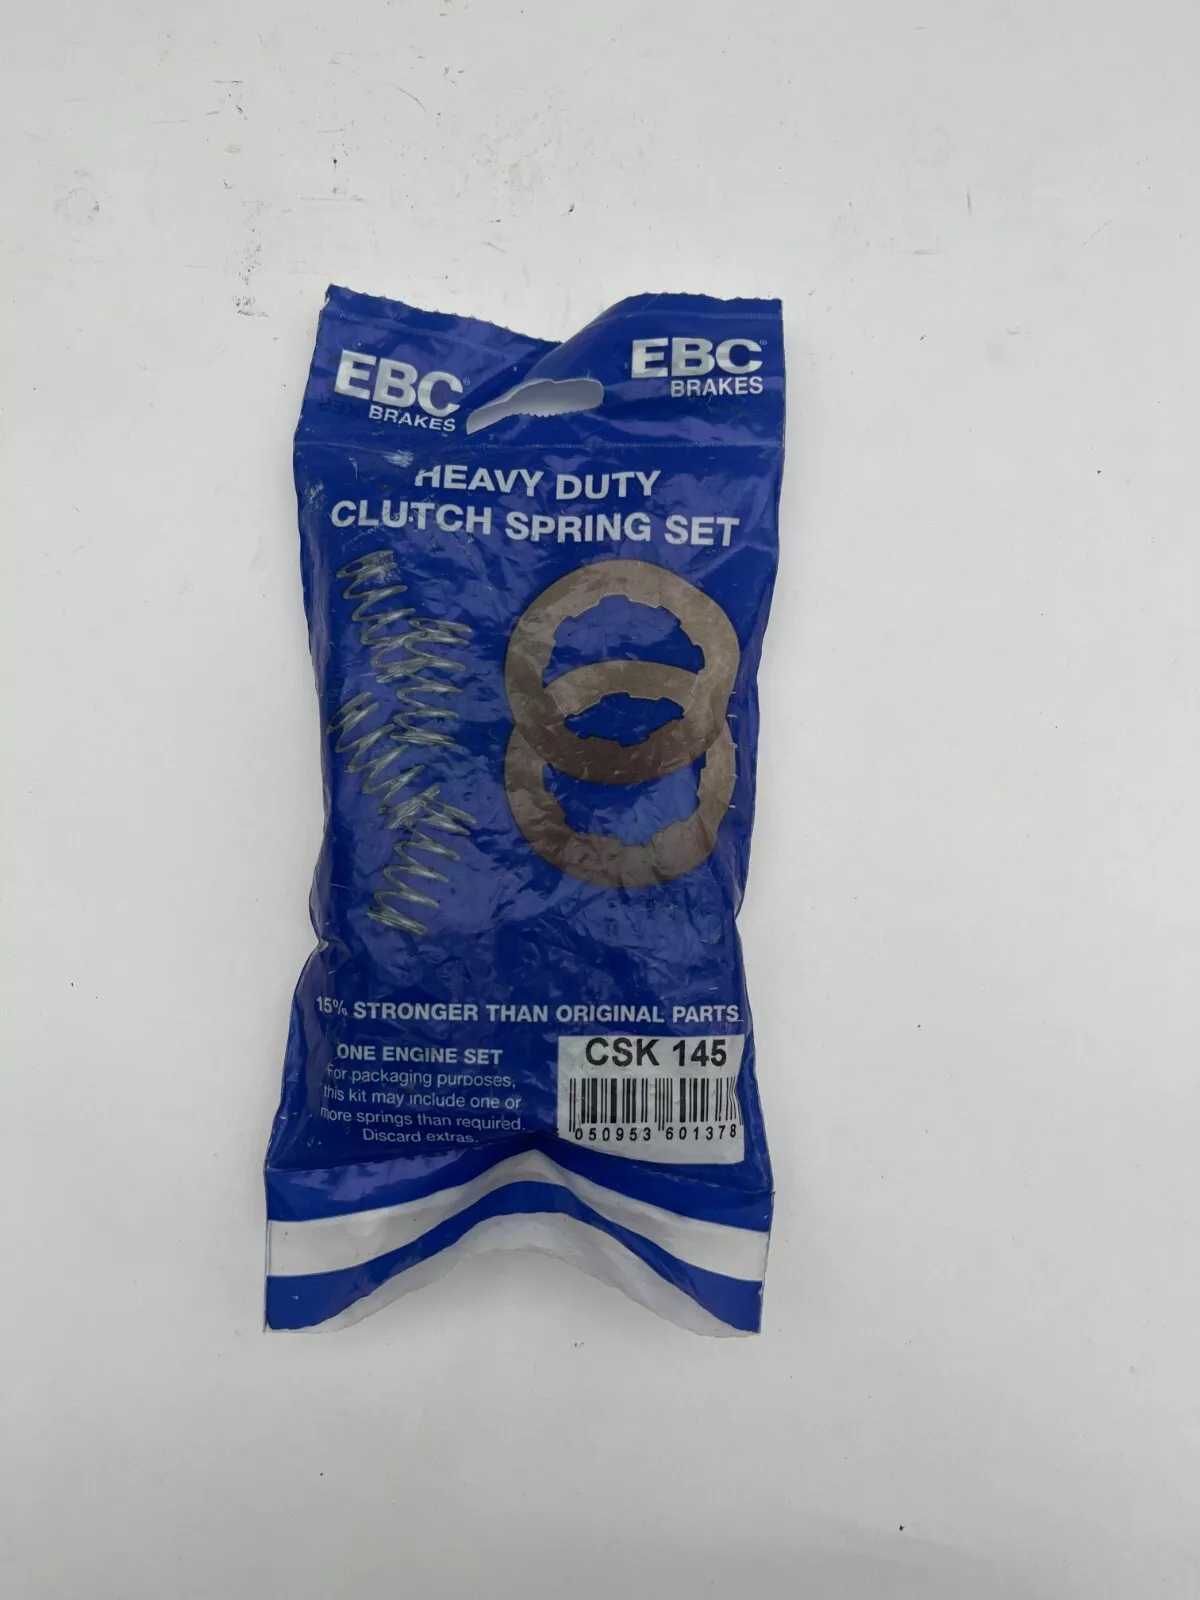 EBC
BRAKES
EBC
BRAKES
HEAVY DUTY
CLUTCH SPRING SET
15% STRONGER THAN ORIGINAL PARTS
ONE ENGINE SET
For packaging purposes,
this kit may include one or
more springs than required.
Discard extras.
CSK 145
050953 601378